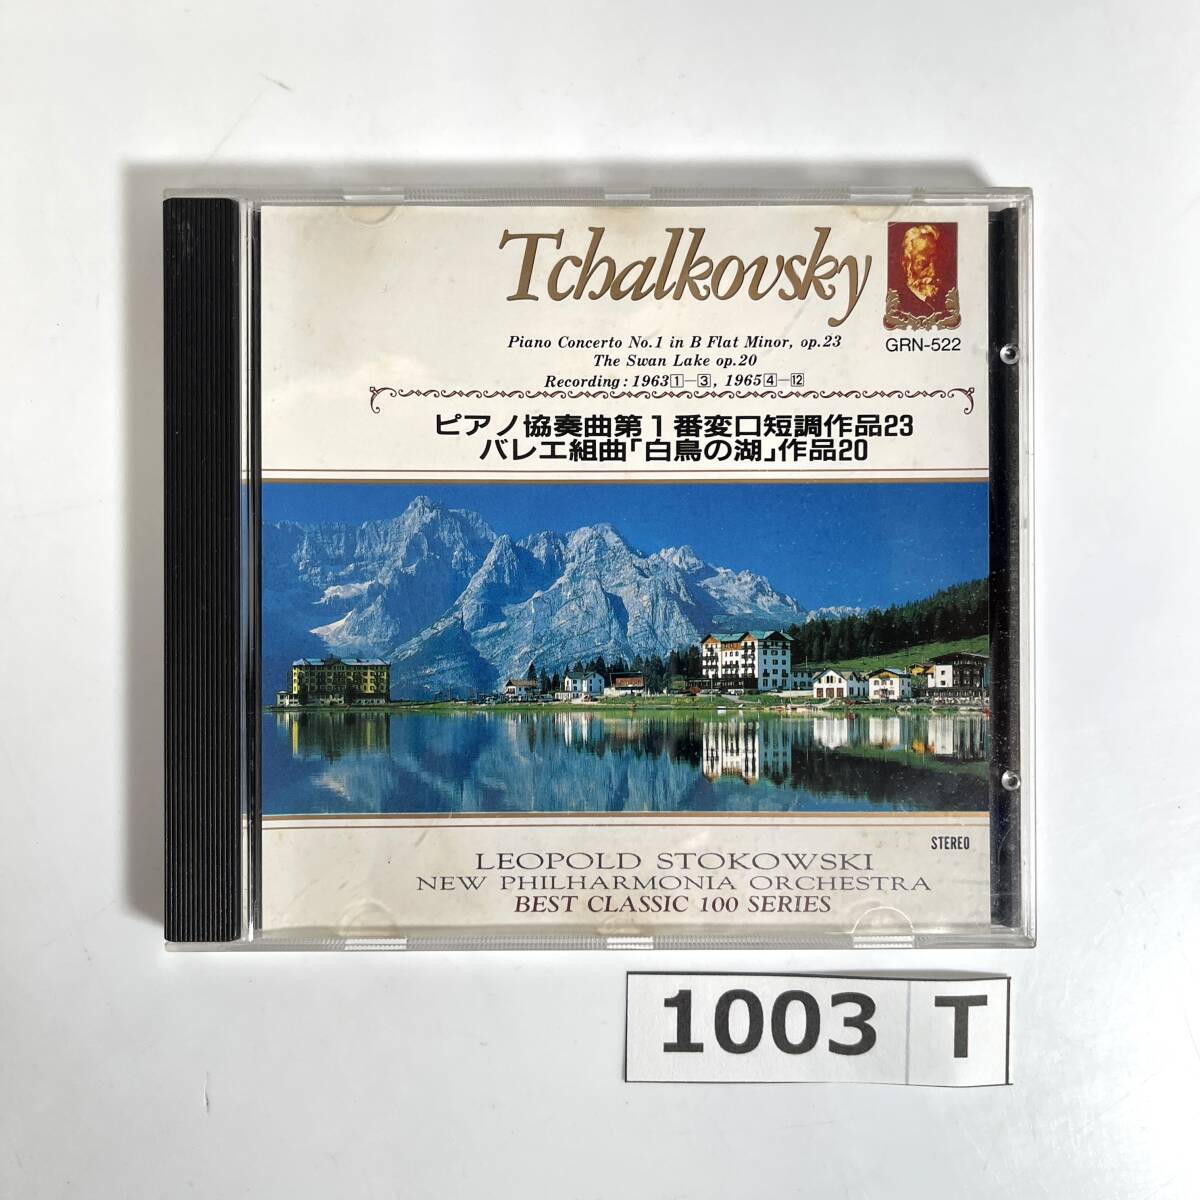 Tchalkovsky
GRN-522
Piano Concerto No.1 in B Flat Minor, op.23
The Swan Lake op.20
Recording: 1963①–③, 1965④–⑫
ピアノ協奏曲第1番変口短調作品23
バレエ組曲「白鳥の湖」作品20
STEREO
LEOPOLD STOKOWSKI
NEW PHILHARMONIA ORCHESTRA
BEST CLASSIC 100 SERIES
1003 T